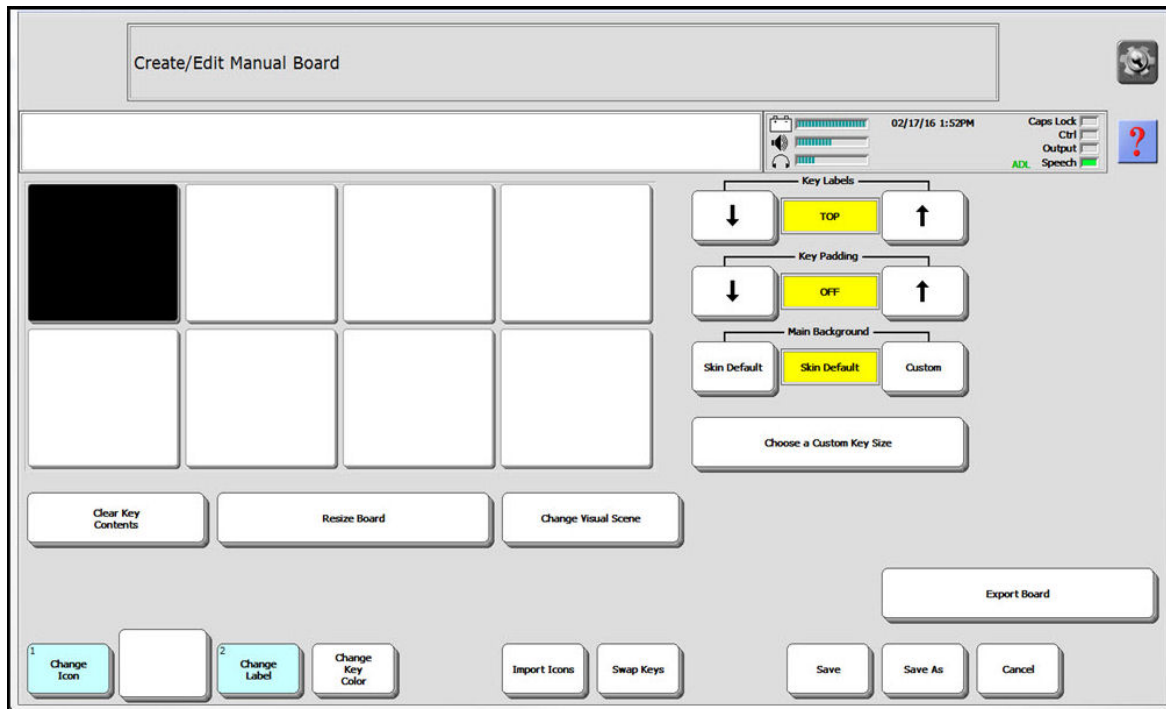 Create/Edit Manual Board
02/17/16 1:52PM
Caps Lock
Ctrl
Output
ADL Speech
?
Key Labels
↓ TOP ↑
Key Padding
↓ OFF ↑
Main Background
Skin Default Skin Default Custom
Choose a Custom Key Size
Clear Key
Contents
Resize Board
Change Visual Scene
Export Board
1
Change
Icon
2
Change
Label
Change
Key
Color
Import Icons
Swap Keys
Save
Save As
Cancel